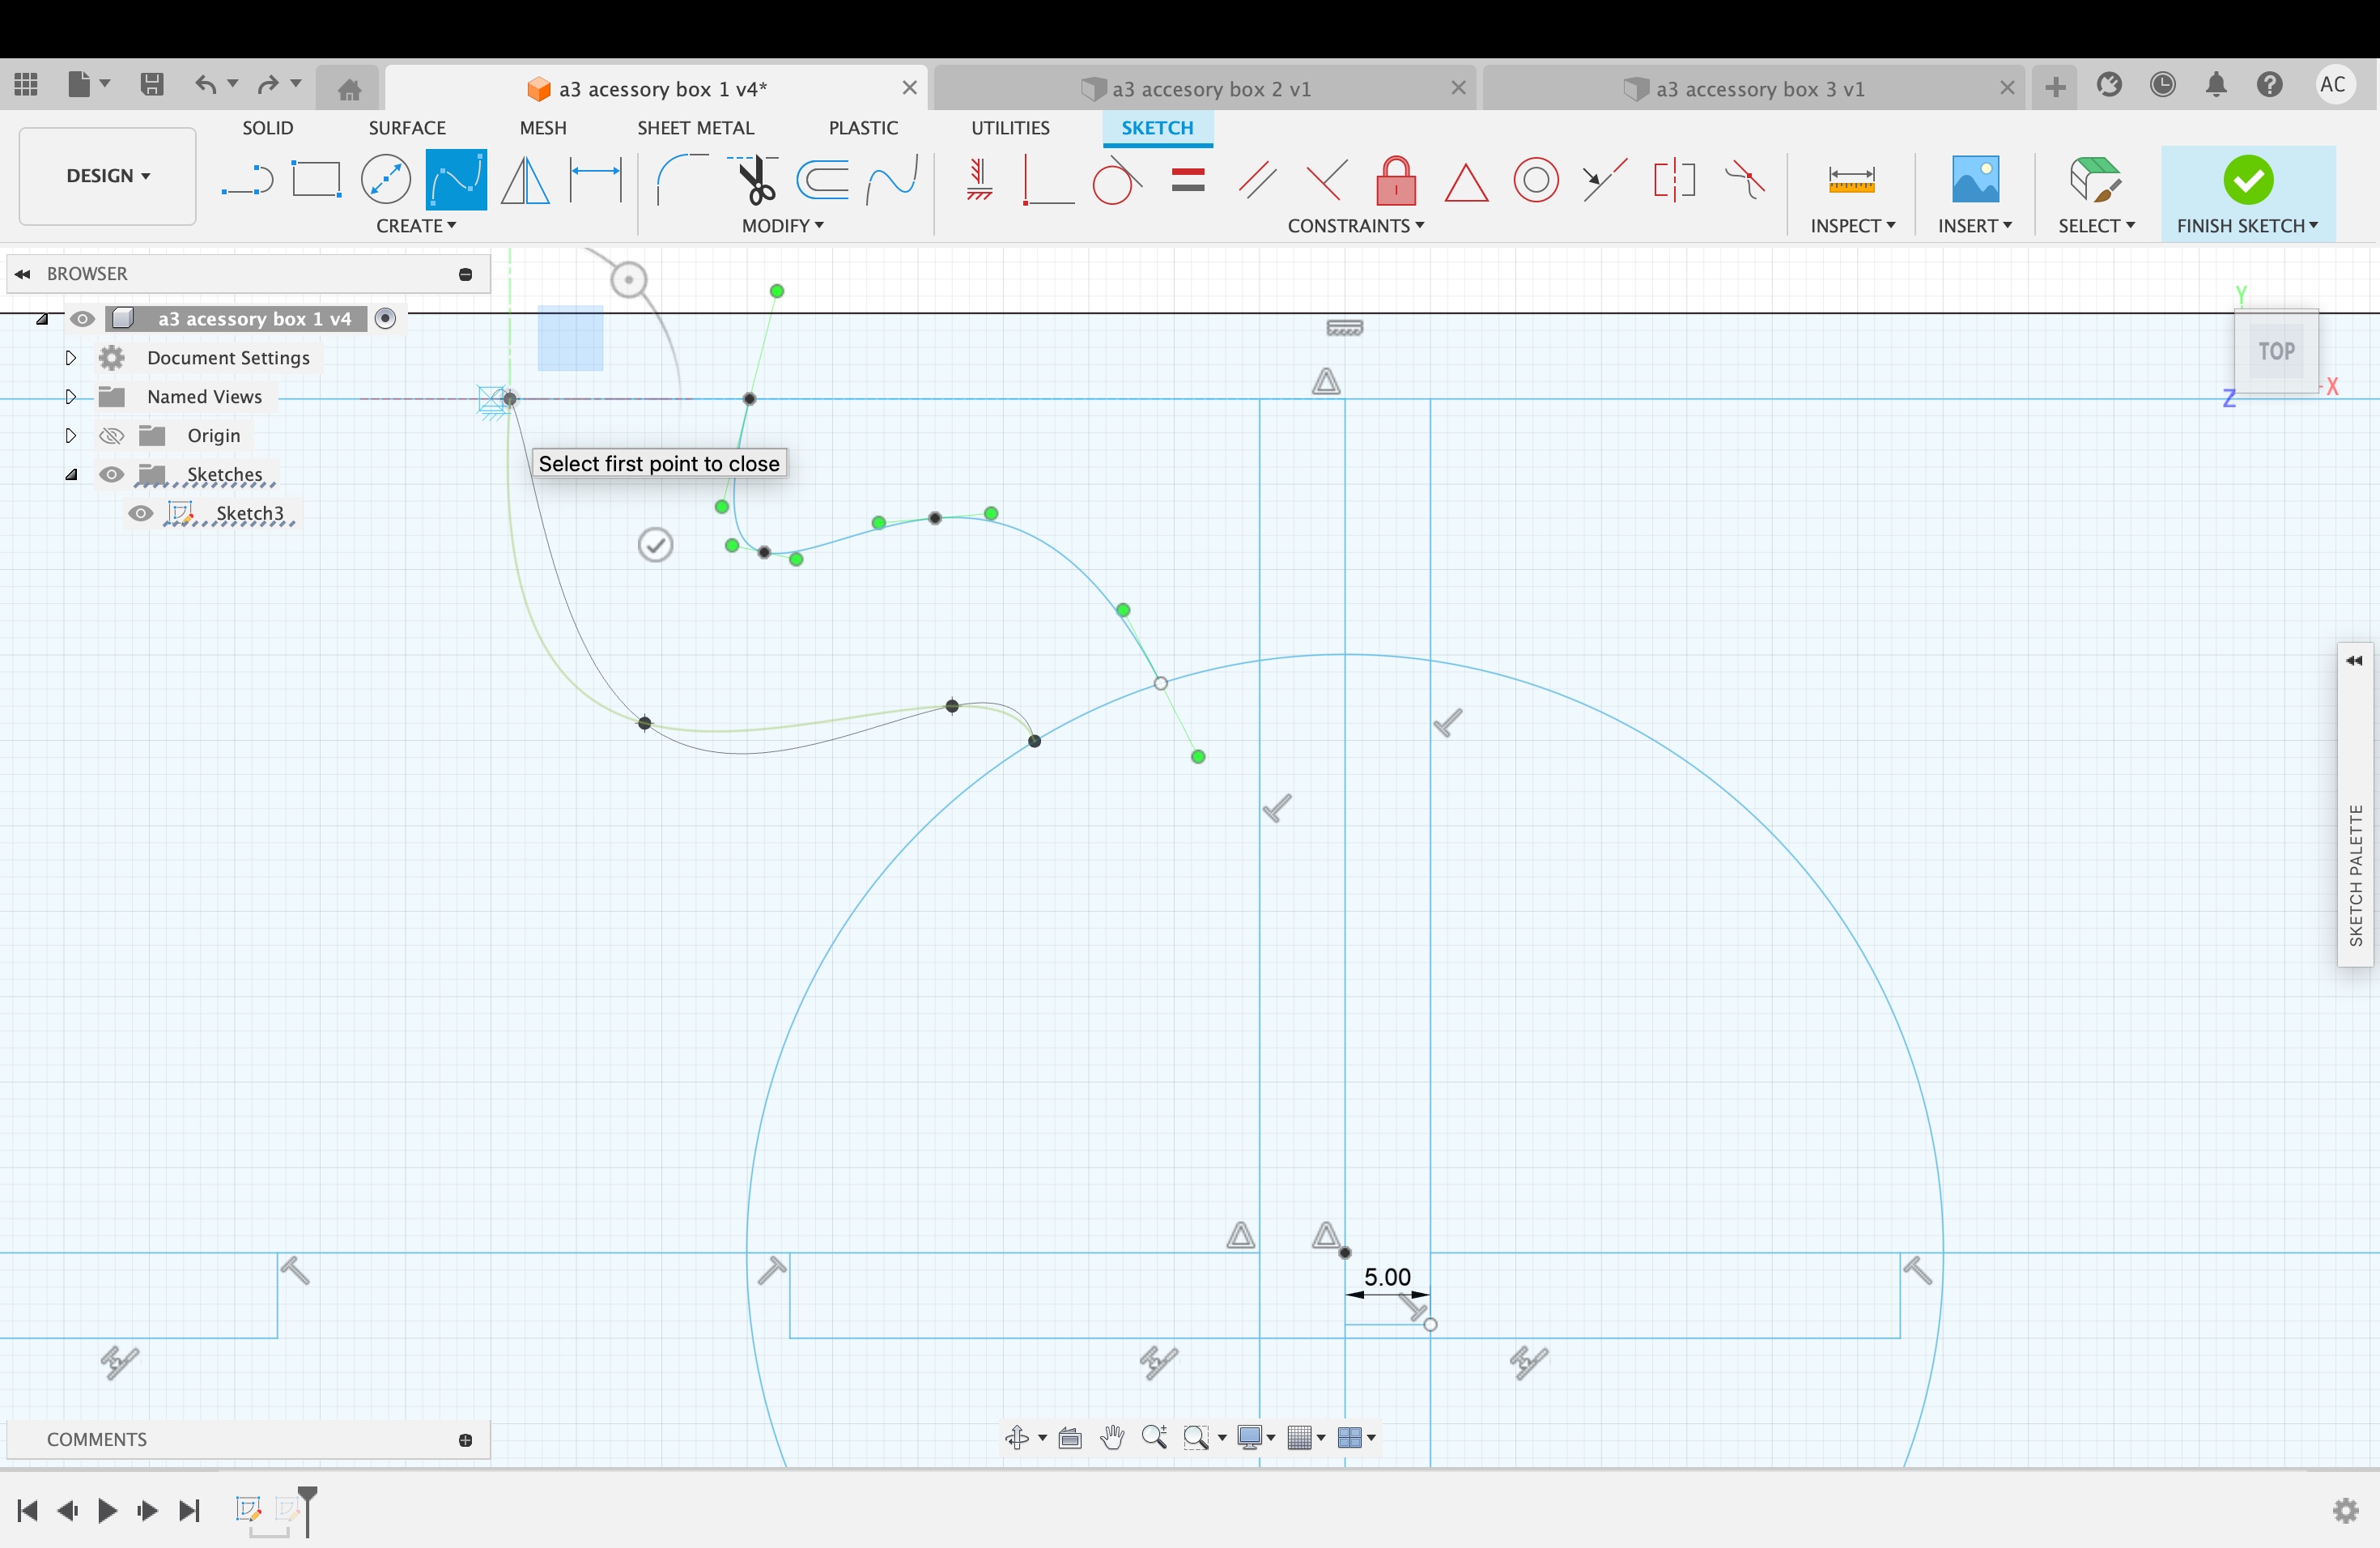 a3 acessory box 1 v4*
a3 accesory box 2 v1
a3 accessory box 3 v1
AC
SOLID
SURFACE
MESH
SHEET METAL
PLASTIC
UTILITIES
SKETCH
DESIGN
CREATE
MODIFY
CONSTRAINTS
INSPECT
INSERT
SELECT
FINISH SKETCH
BROWSER
a3 acessory box 1 v4
Document Settings
Named Views
Origin
Sketches
Sketch3
Y
TOP
X
Z
Select first point to close
SKETCH PALETTE
5.00
COMMENTS